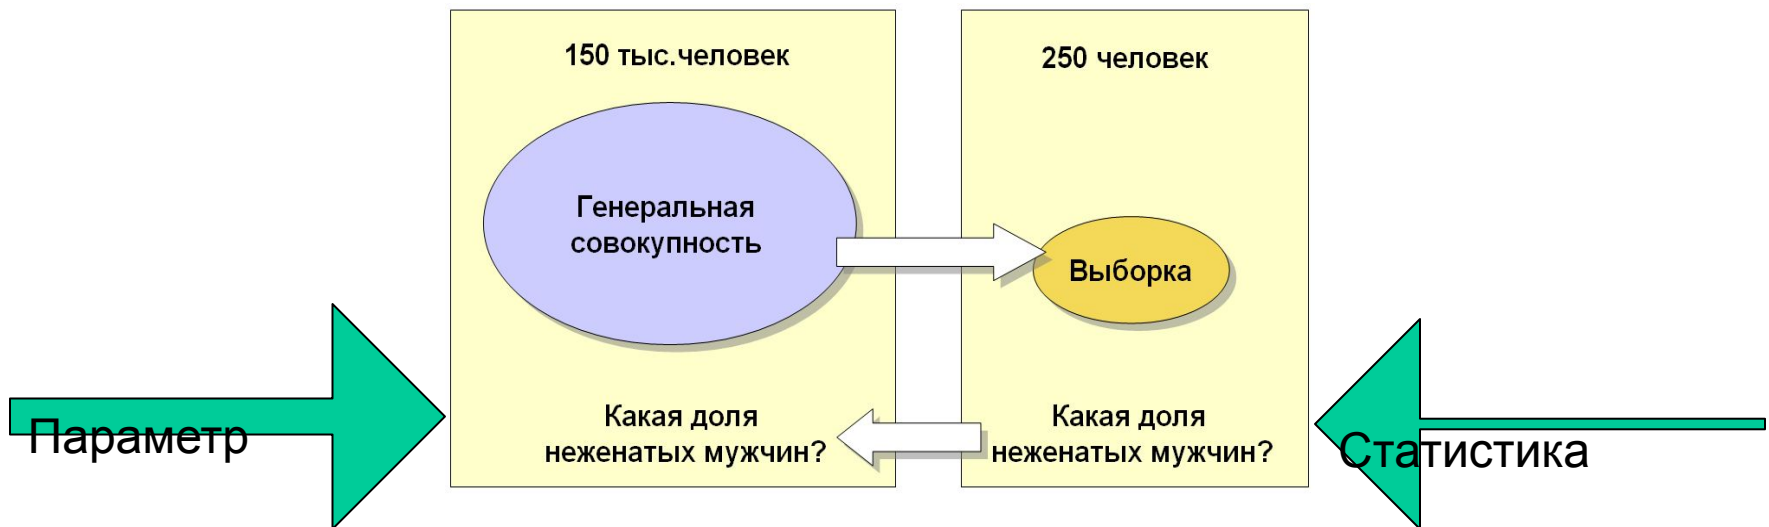 150 тыс.человек
Генеральная
совокупность
Какая доля
неженатых мужчин?
250 человек
Выборка
Какая доля
неженатых мужчин?
Параметр
Статистика